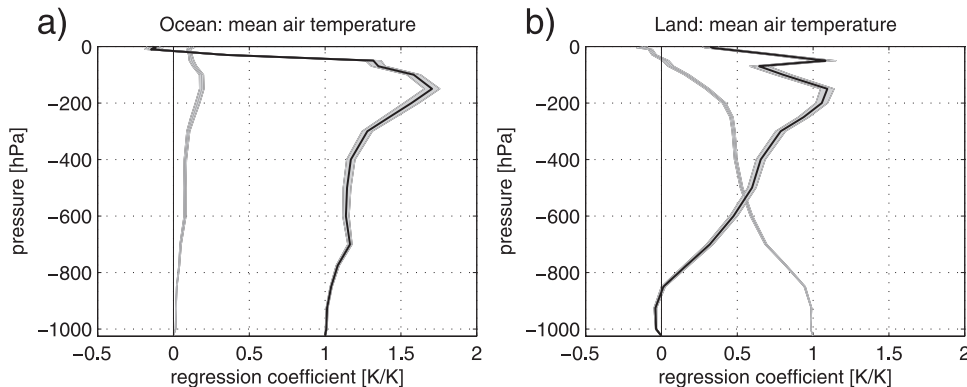 a)
Ocean: mean air temperature
0
−200
−400
−600
−800
−1000
pressure [hPa]
−0.5 0 0.5 1 1.5 2
regression coefficient [K/K]
b)
Land: mean air temperature
0
−200
−400
−600
−800
−1000
pressure [hPa]
−0.5 0 0.5 1 1.5 2
regression coefficient [K/K]